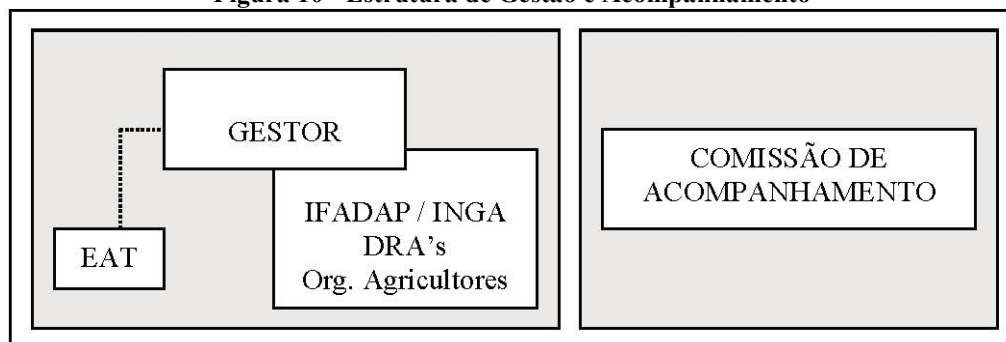 Figura 10 - Estrutura de Gestão e Acompanhamento
GESTOR
EAT
IFADAP / INGA
DRA's
Org. Agricultores
COMISSÃO DE
ACOMPANHAMENTO